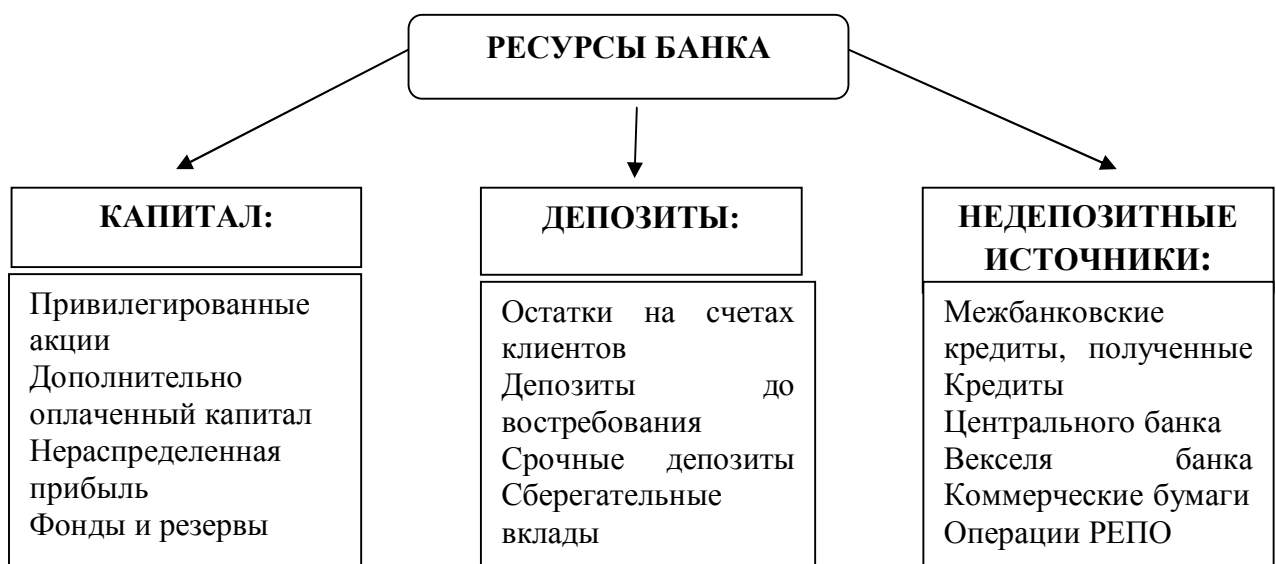 РЕСУРСЫ БАНКА
КАПИТАЛ:
Привилегированные
акции
Дополнительно
оплаченный капитал
Нераспределенная
прибыль
Фонды и резервы
ДЕПОЗИТЫ:
Остатки на счетах
клиентов
Депозиты до
востребования
Срочные депозиты
Сберегательные
вклады
НЕДЕПОЗИТНЫЕ
ИСТОЧНИКИ:
Межбанковские
кредиты, полученные
Кредиты
Центрального банка
Векселя банка
Коммерческие бумаги
Операции РЕПО